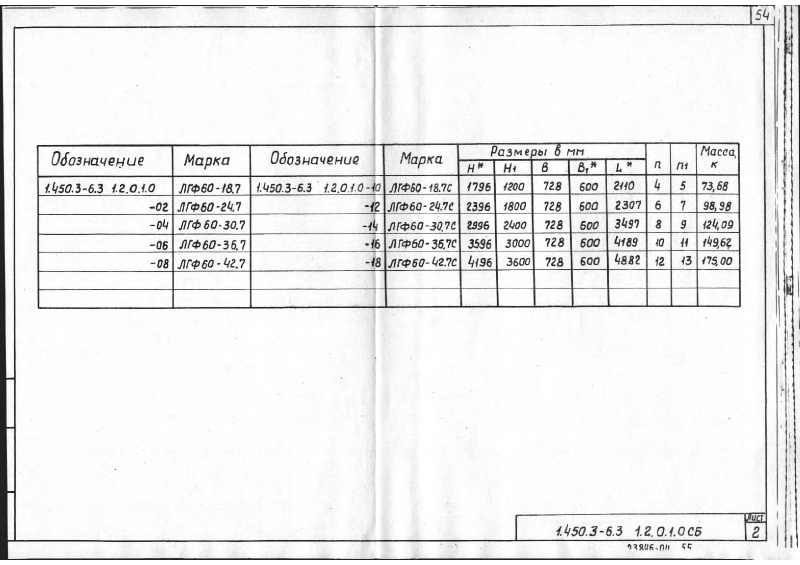 54
Обозначение Марка Обозначение Марка Размеры в мм n n1 Масса, к
H* H1 B B1* L*
1.450.3-6.3 1.2.0.1.0 ЛГФ60-18.7 1.450.3-6.3 1.2.0.1.0-10 ЛГФ60-18.7С 1796 1200 728 600 2110 4 5 73,68
-02 ЛГФ60-24.7 -12 ЛГФ60-24.7С 2396 1800 728 600 2307 6 7 98,98
-04 ЛГФ60-30.7 -14 ЛГФ60-30.7С 2996 2400 728 600 3497 8 9 124,09
-06 ЛГФ60-36.7 -16 ЛГФ60-36.7С 3596 3000 728 600 4189 10 11 149,62
-08 ЛГФ60-42.7 -18 ЛГФ60-42.7С 4196 3600 728 600 4882 12 13 175,00
1.450.3-6.3 1.2.0.1.0 СБ
Лист
2
55